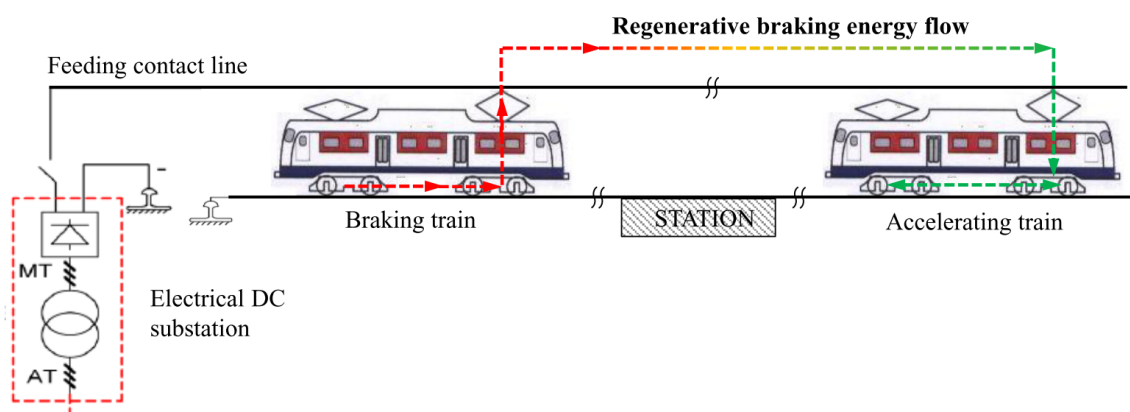 Regenerative braking energy flow
Feeding contact line
-
Braking train
STATION
Accelerating train
MT
Electrical DC
substation
AT